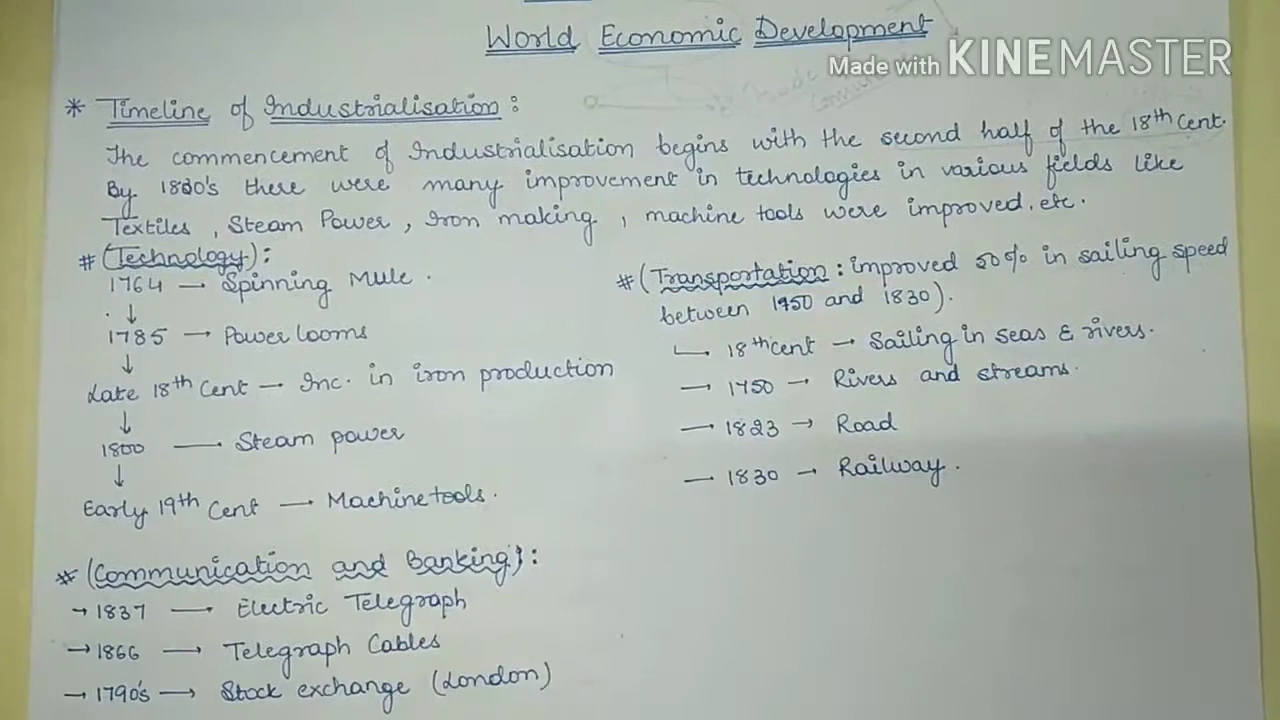 World Economic Development
Made with KINEMASTER
* Timeline of Industrialisation :
The commencement of Industrialisation begins with the second half of the 18th Cent.
By 1800's there were many improvement in technologies in various fields like
Textiles , Steam Power , Iron making , machine tools were improved . etc .
# (Technology) :
1764 — Spinning Mule .
↓
1785 — Power looms
↓
Late 18th Cent — Inc. in iron production
↓
1800 — Steam power
↓
Early 19th Cent — Machine tools .
# (Transportation : improved 50% in sailing speed
between 1750 and 1830) .
↳ 18th cent → Sailing in seas & rivers .
— 1750 → Rivers and streams .
— 1823 → Road
— 1830 → Railway .
# (Communication and Banking) :
→ 1837 — Electric Telegraph
→ 1866 → Telegraph Cables
→ 1790's → Stock exchange (London)